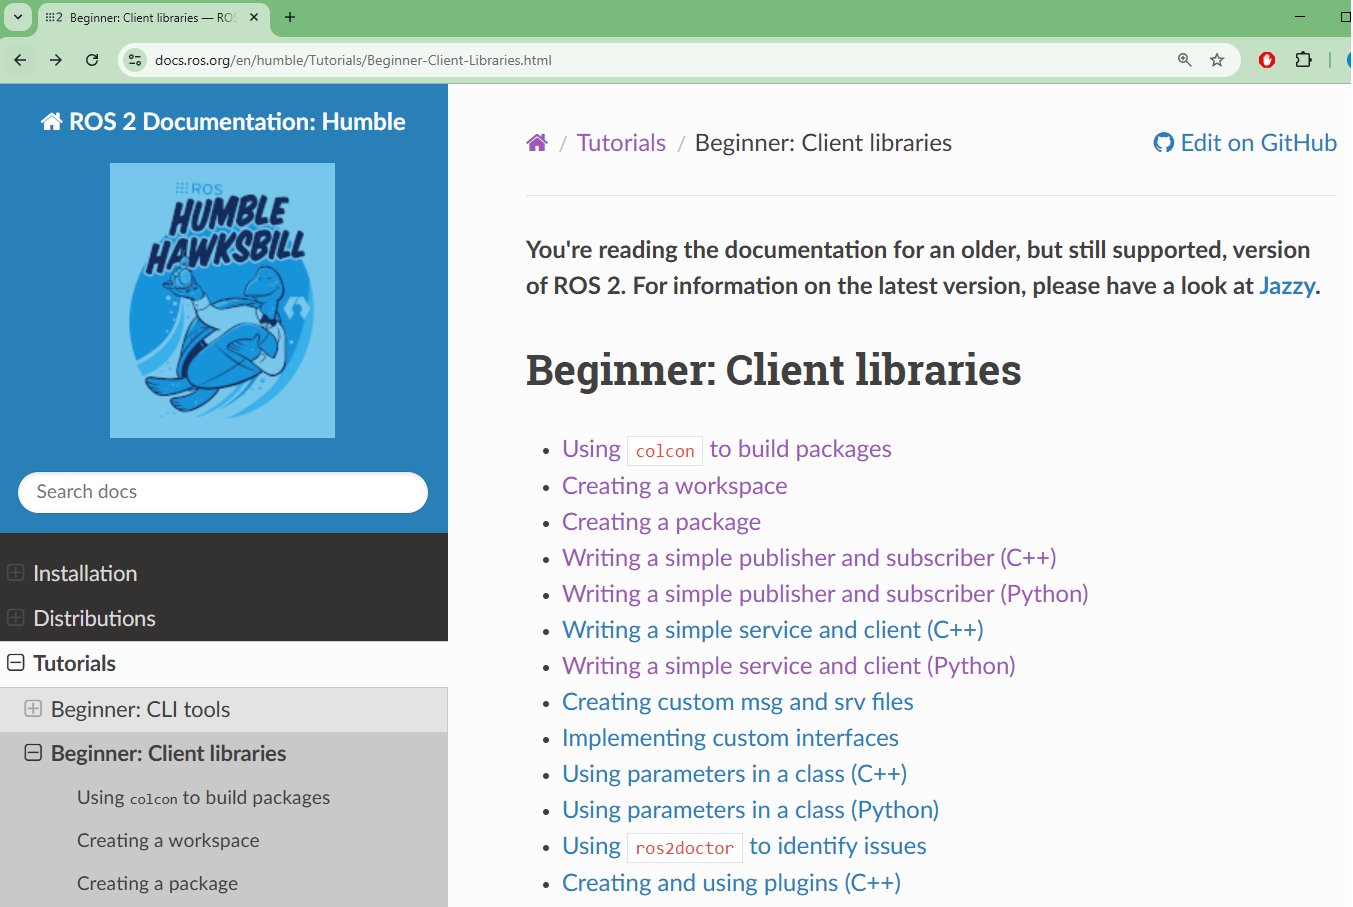 Beginner: Client libraries — ROS
docs.ros.org/en/humble/Tutorials/Beginner-Client-Libraries.html
ROS 2 Documentation: Humble
ROS
HUMBLE
HAWKSBILL
Search docs
Installation
Distributions
Tutorials
Beginner: CLI tools
Beginner: Client libraries
Using colcon to build packages
Creating a workspace
Creating a package
/ Tutorials / Beginner: Client libraries
Edit on GitHub
You're reading the documentation for an older, but still supported, version
of ROS 2. For information on the latest version, please have a look at Jazzy.
Beginner: Client libraries
Using colcon to build packages
Creating a workspace
Creating a package
Writing a simple publisher and subscriber (C++)
Writing a simple publisher and subscriber (Python)
Writing a simple service and client (C++)
Writing a simple service and client (Python)
Creating custom msg and srv files
Implementing custom interfaces
Using parameters in a class (C++)
Using parameters in a class (Python)
Using ros2doctor to identify issues
Creating and using plugins (C++)